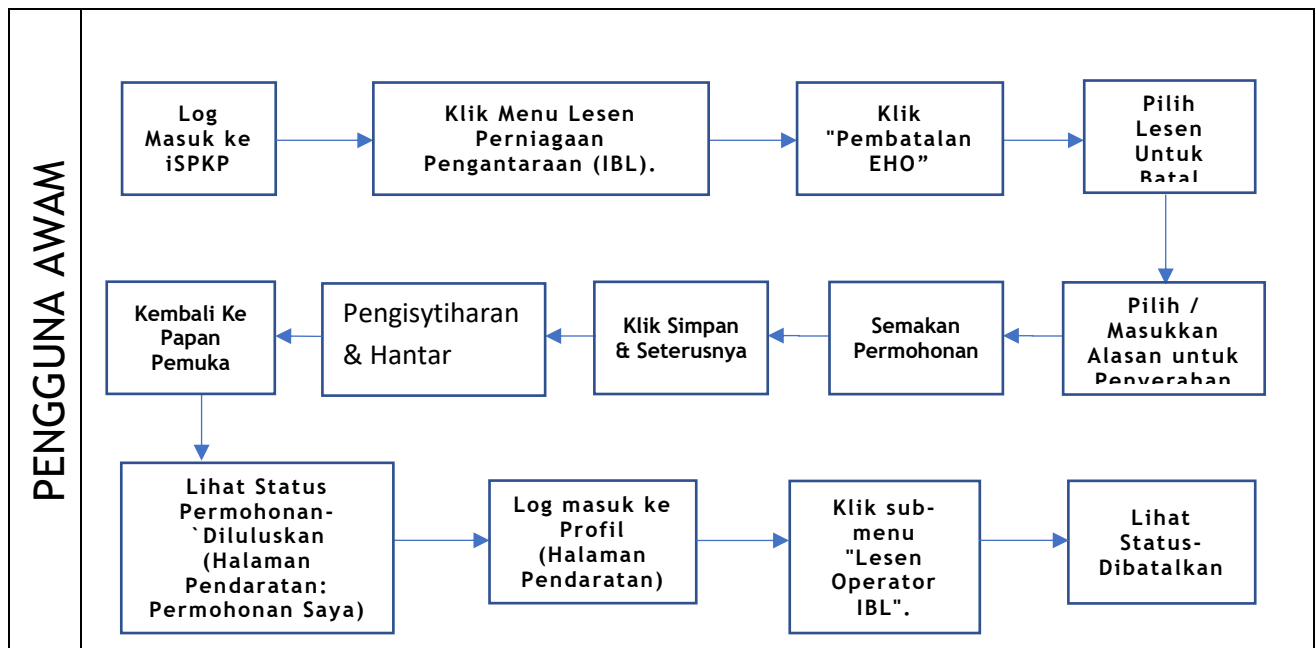 PENGGUNA AWAM
Log
Masuk ke
iSPKP
Klik Menu Lesen
Perniagaan
Pengantaraan (IBL).
Klik
"Pembatalan
EHO”
Pilih
Lesen
Untuk
Batal
Pilih /
Masukkan
Alasan untuk
Penyerahan
Semakan
Permohonan
Klik Simpan
& Seterusnya
Pengisytiharan
& Hantar
Kembali Ke
Papan
Pemuka
Lihat Status
Permohonan-
`Diluluskan
(Halaman
Pendaratan:
Permohonan Saya)
Log masuk ke
Profil
(Halaman
Pendaratan)
Klik sub-
menu
"Lesen
Operator
IBL".
Lihat
Status-
Dibatalkan